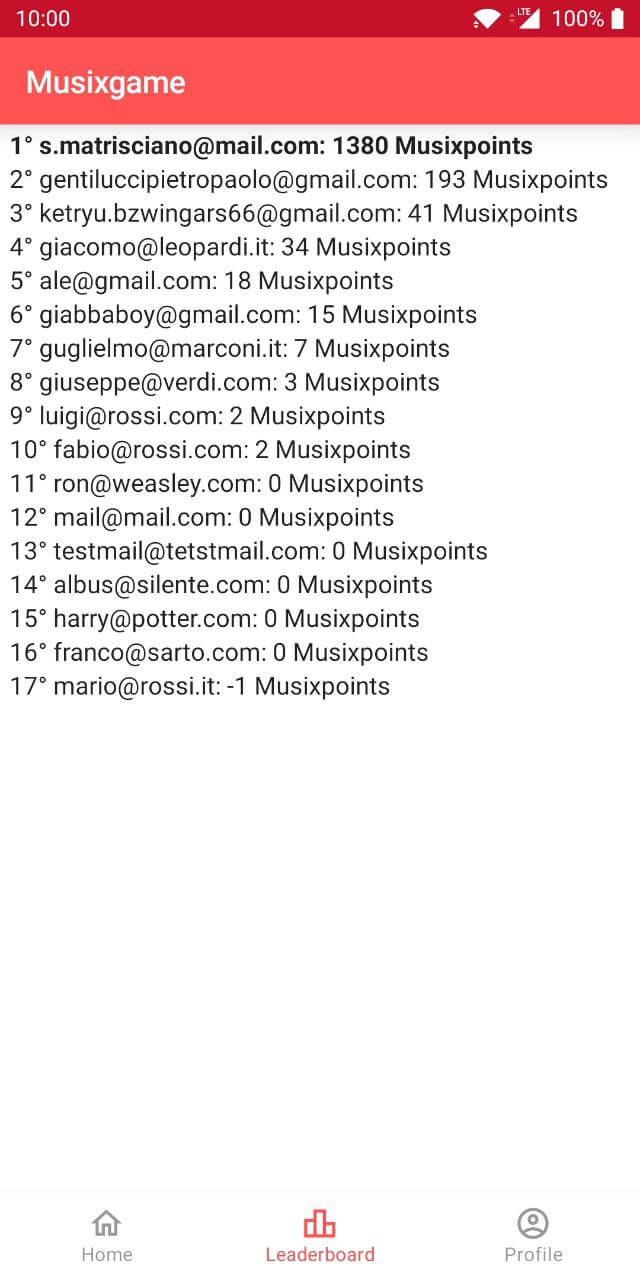 10:00 LTE 100%
Musixgame
1° s.matrisciano@mail.com: 1380 Musixpoints
2° gentiluccipietropaolo@gmail.com: 193 Musixpoints
3° ketryu.bzwingars66@gmail.com: 41 Musixpoints
4° giacomo@leopardi.it: 34 Musixpoints
5° ale@gmail.com: 18 Musixpoints
6° giabbaboy@gmail.com: 15 Musixpoints
7° guglielmo@marconi.it: 7 Musixpoints
8° giuseppe@verdi.com: 3 Musixpoints
9° luigi@rossi.com: 2 Musixpoints
10° fabio@rossi.com: 2 Musixpoints
11° ron@weasley.com: 0 Musixpoints
12° mail@mail.com: 0 Musixpoints
13° testmail@tetstmail.com: 0 Musixpoints
14° albus@silente.com: 0 Musixpoints
15° harry@potter.com: 0 Musixpoints
16° franco@sarto.com: 0 Musixpoints
17° mario@rossi.it: -1 Musixpoints
Home Leaderboard Profile